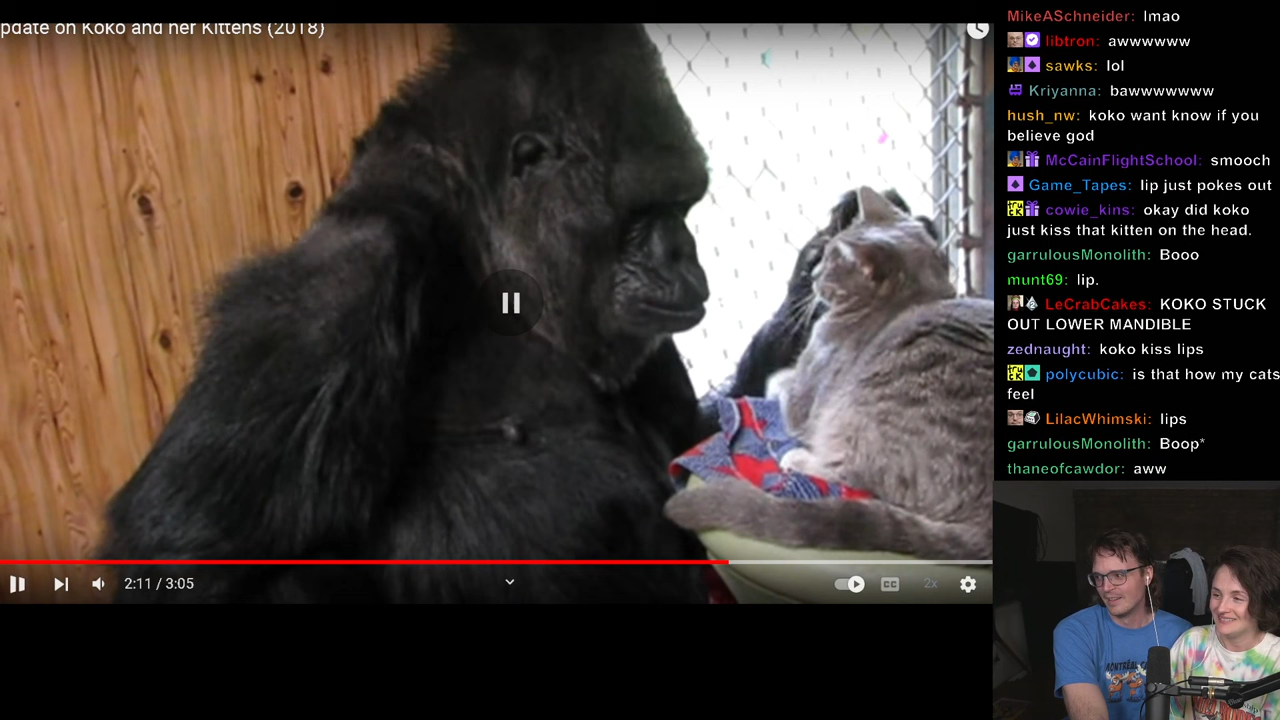 pdate on Koko and her Kittens (2018)
2:11 / 3:05
CC
2x
MikeASchneider: lmao
libtron: awwwwww
sawks: lol
Kriyanna: bawwwwwww
hush_nw: koko want know if you
believe god
McCainFlightSchool: smooch
Game_Tapes: lip just pokes out
cowie_kins: okay did koko
just kiss that kitten on the head.
garrulousMonolith: Booo
munt69: lip.
LeCrabCakes: KOKO STUCK
OUT LOWER MANDIBLE
zednaught: koko kiss lips
polycubic: is that how my cats
feel
LilacWhimski: lips
garrulousMonolith: Boop*
thaneofcawdor: aww
MONTRÉAL